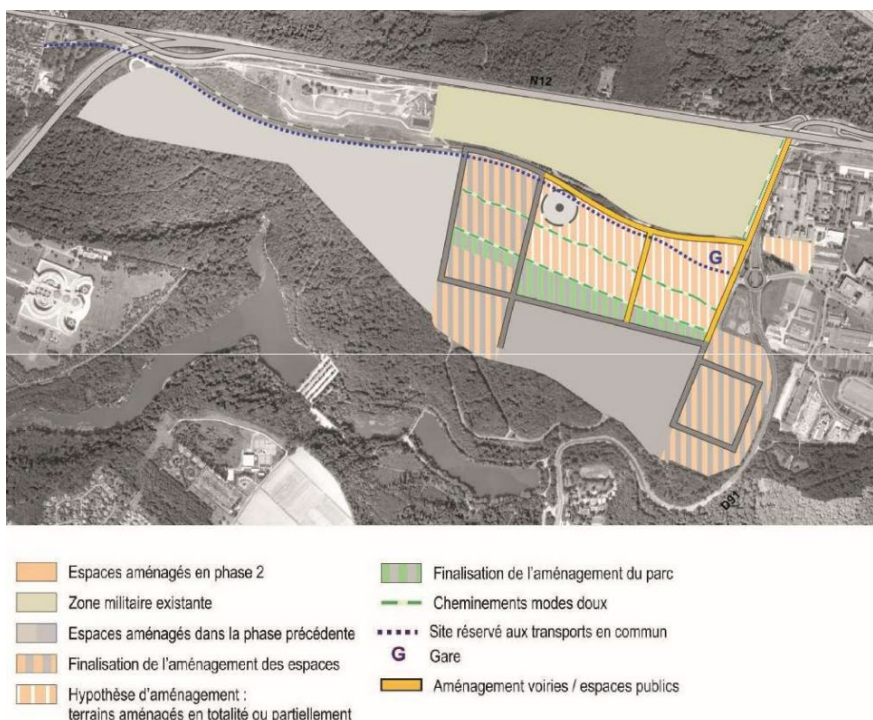 N12
G
D91
Espaces aménagés en phase 2
Zone militaire existante
Espaces aménagés dans la phase précédente
Finalisation de l'aménagement des espaces
Hypothèse d'aménagement :
terrains aménagés en totalité ou partiellement
Finalisation de l'aménagement du parc
Cheminements modes doux
Site réservé aux transports en commun
G Gare
Aménagement voiries / espaces publics